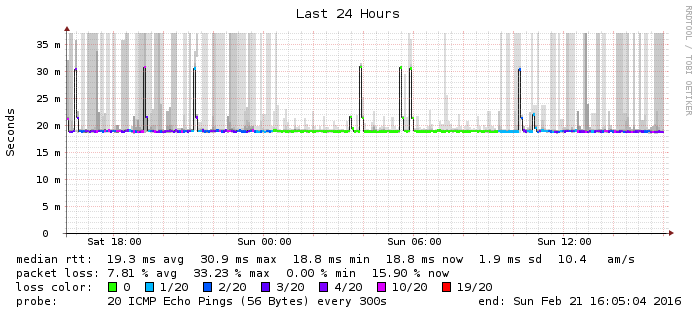 Last 24 Hours
RRDTOOL / TOBI OETIKER
Seconds
35 m
30 m
25 m
20 m
15 m
10 m
5 m
0
Sat 18:00 Sun 00:00 Sun 06:00 Sun 12:00
median rtt: 19.3 ms avg 30.9 ms max 18.8 ms min 18.8 ms now 1.9 ms sd 10.4 am/s
packet loss: 7.81 % avg 33.23 % max 0.00 % min 15.90 % now
loss color: 0 1/20 2/20 3/20 4/20 10/20 19/20
probe: 20 ICMP Echo Pings (56 Bytes) every 300s end: Sun Feb 21 16:05:04 2016